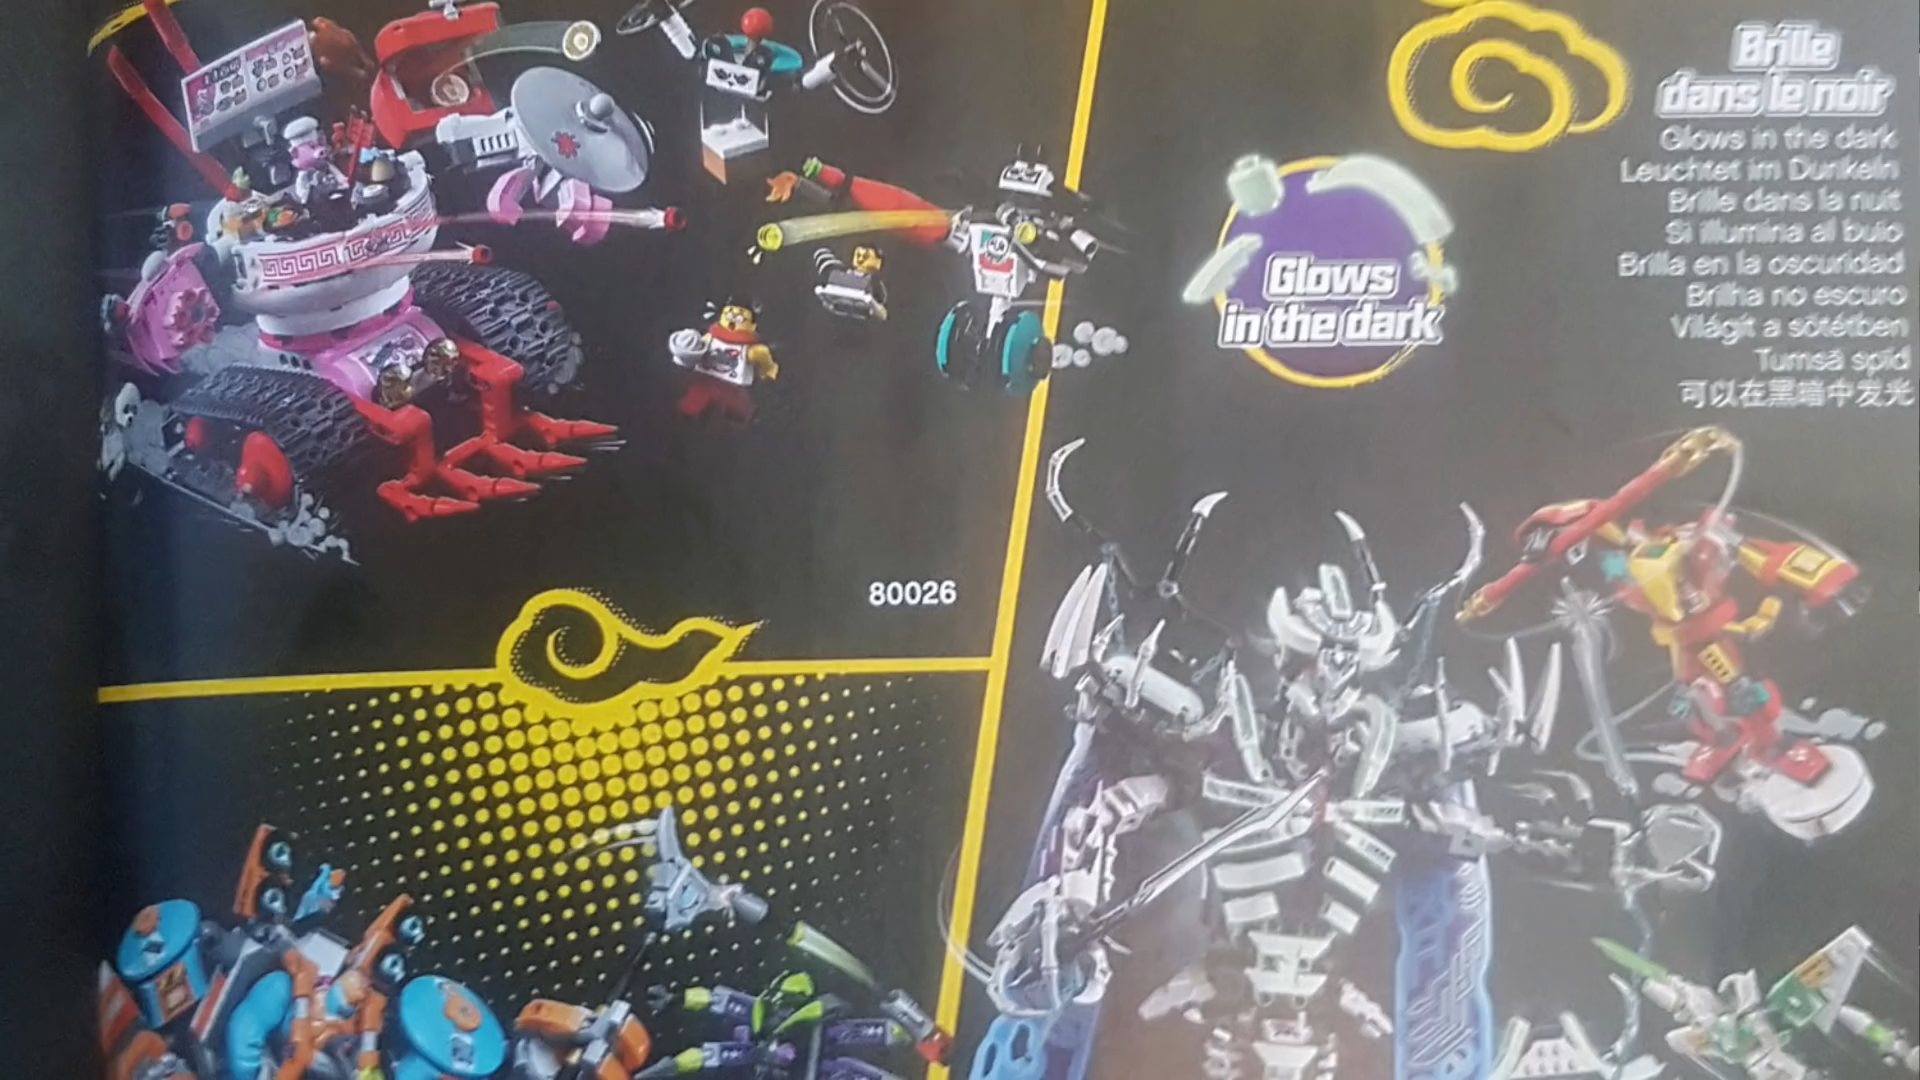 80026
Glows
in the dark
Brille
dans le noir
Glows in the dark
Leuchtet im Dunkeln
Brille dans la nuit
Si illumina al buio
Brilla en la oscuridad
Brilha no escuro
Világít a sötétben
Tumsā spīd
可以在黑暗中发光